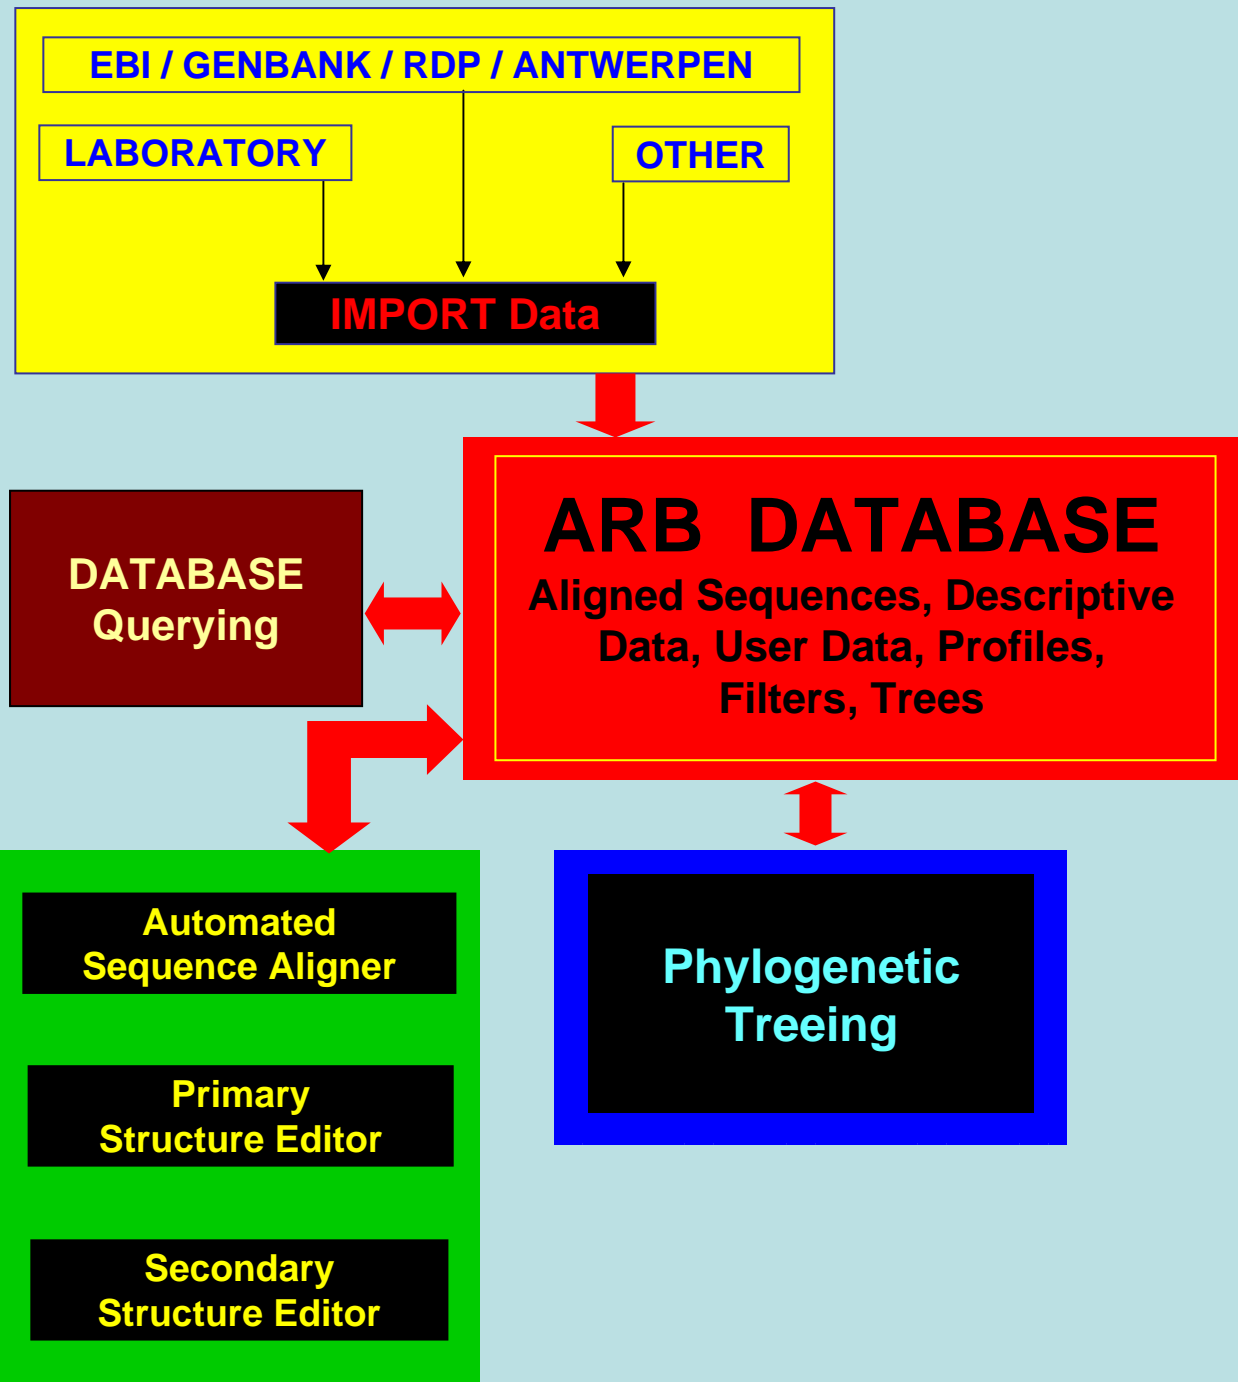 EBI / GENBANK / RDP / ANTWERPEN
LABORATORY
OTHER
IMPORT Data
ARB DATABASE
Aligned Sequences, Descriptive
Data, User Data, Profiles,
Filters, Trees
DATABASE
Querying
Automated
Sequence Aligner
Primary
Structure Editor
Secondary
Structure Editor
Phylogenetic
Treeing